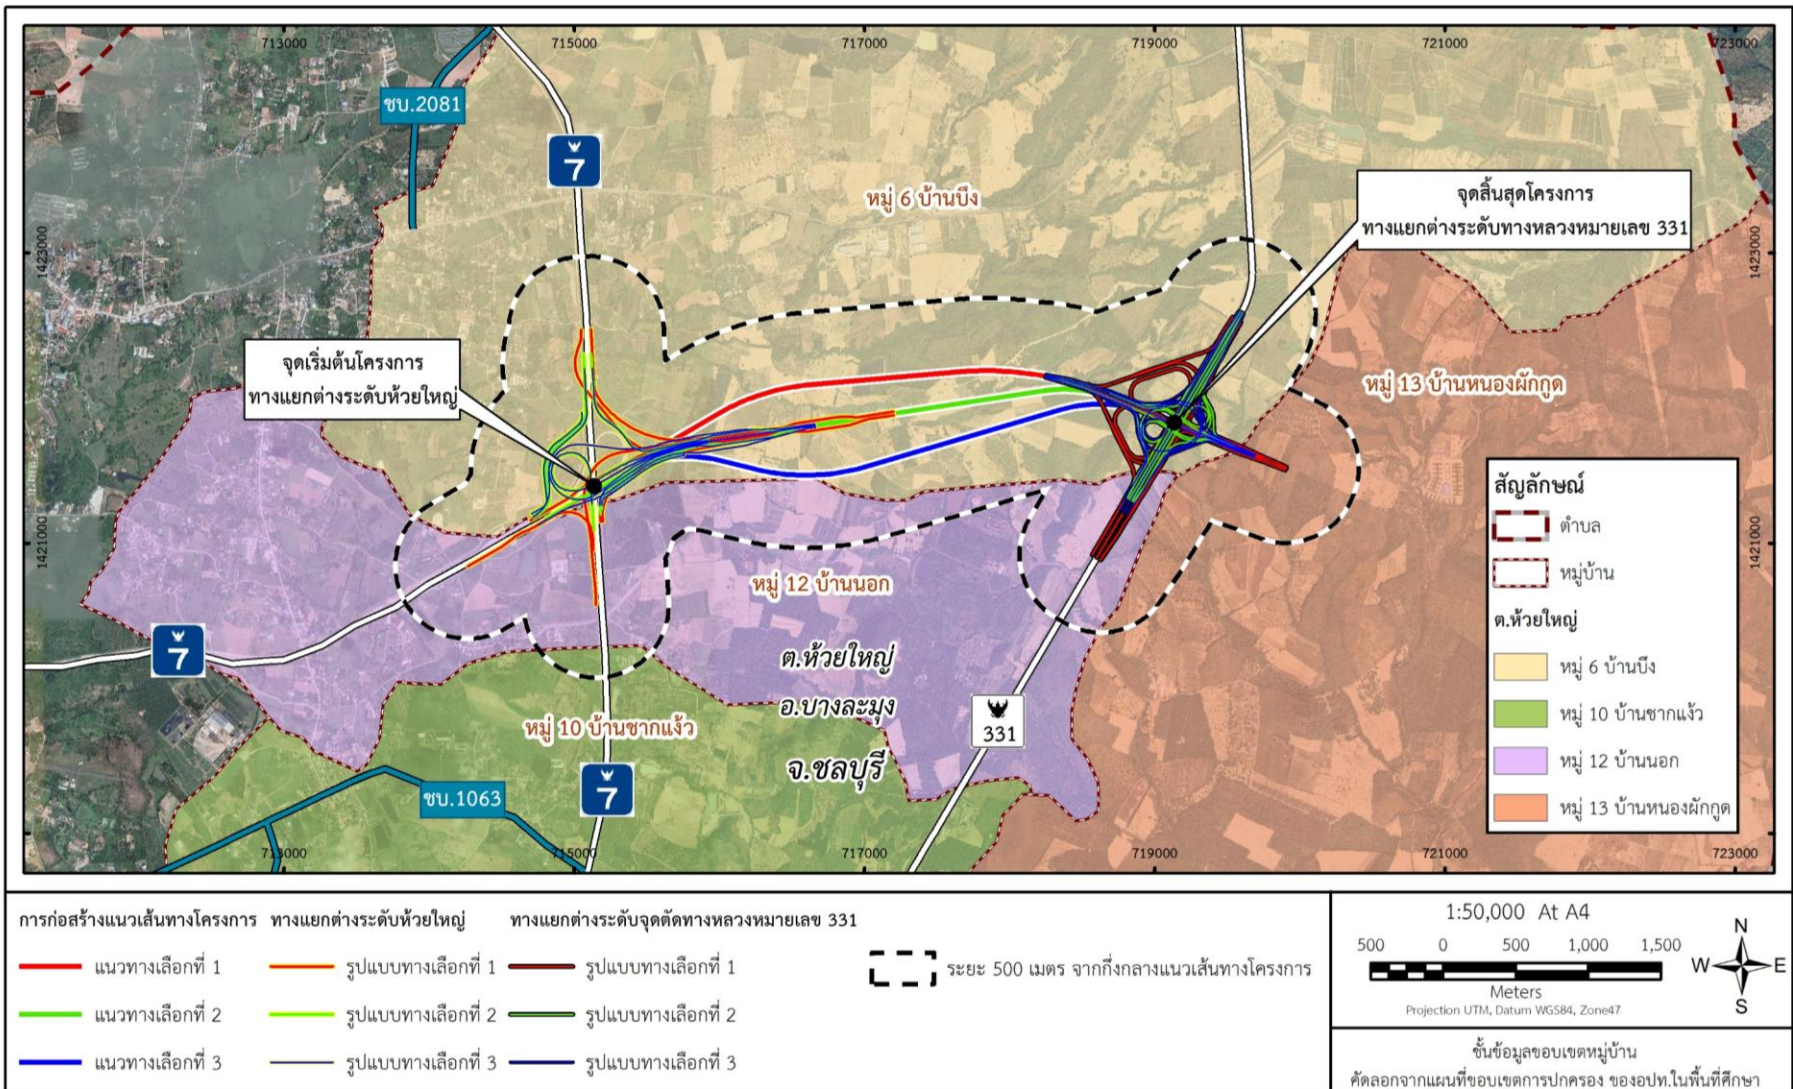 713000
715000
717000
719000
721000
723000
ชบ.2081
7
หมู่ 6 บ้านบึง
จุดสิ้นสุดโครงการ
ทางแยกต่างระดับทางหลวงหมายเลข 331
1423000
1423000
จุดเริ่มต้นโครงการ
ทางแยกต่างระดับห้วยใหญ่
หมู่ 13 บ้านหนองผักกูด
1421000
1421000
หมู่ 12 บ้านนอก
7
ต.ห้วยใหญ่
อ.บางละมุง
จ.ชลบุรี
331
หมู่ 10 บ้านชากแง้ว
7
ชบ.1063
713000
715000
717000
719000
721000
723000
สัญลักษณ์
ตำบล
หมู่บ้าน
ต.ห้วยใหญ่
หมู่ 6 บ้านบึง
หมู่ 10 บ้านชากแง้ว
หมู่ 12 บ้านนอก
หมู่ 13 บ้านหนองผักกูด
การก่อสร้างแนวเส้นทางโครงการ
แนวทางเลือกที่ 1
แนวทางเลือกที่ 2
แนวทางเลือกที่ 3
ทางแยกต่างระดับห้วยใหญ่
รูปแบบทางเลือกที่ 1
รูปแบบทางเลือกที่ 2
รูปแบบทางเลือกที่ 3
ทางแยกต่างระดับจุดตัดทางหลวงหมายเลข 331
รูปแบบทางเลือกที่ 1
รูปแบบทางเลือกที่ 2
รูปแบบทางเลือกที่ 3
ระยะ 500 เมตร จากกึ่งกลางแนวเส้นทางโครงการ
1:50,000 At A4
500 0 500 1,000 1,500
Meters
Projection UTM, Datum WGS84, Zone47
N
W E
S
ชั้นข้อมูลขอบเขตหมู่บ้าน
คัดลอกจากแผนที่ขอบเขตการปกครอง ของอปท.ในพื้นที่ศึกษา